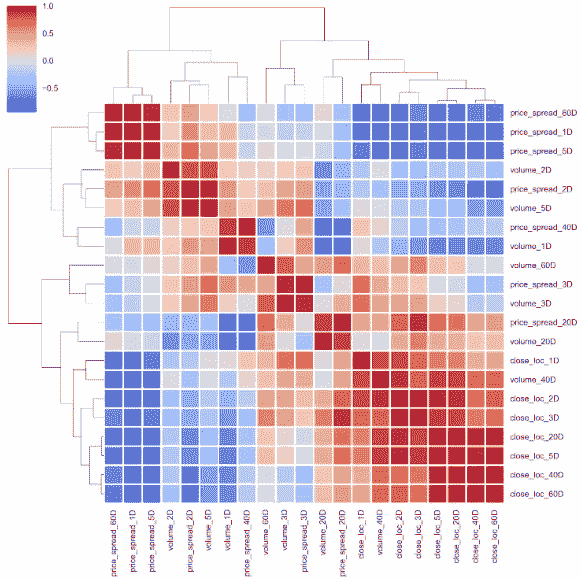 1.0
0.5
0.0
−0.5
price_spread_60D
price_spread_1D
price_spread_5D
volume_2D
price_spread_2D
volume_5D
price_spread_40D
volume_1D
volume_60D
price_spread_3D
volume_3D
price_spread_20D
volume_20D
close_loc_1D
volume_40D
close_loc_2D
close_loc_3D
close_loc_20D
close_loc_5D
close_loc_40D
close_loc_60D
price_spread_60D
price_spread_1D
price_spread_5D
volume_2D
price_spread_2D
volume_5D
volume_1D
price_spread_40D
volume_60D
volume_3D
price_spread_3D
volume_20D
price_spread_20D
close_loc_1D
volume_40D
close_loc_2D
close_loc_3D
close_loc_5D
close_loc_20D
close_loc_40D
close_loc_60D